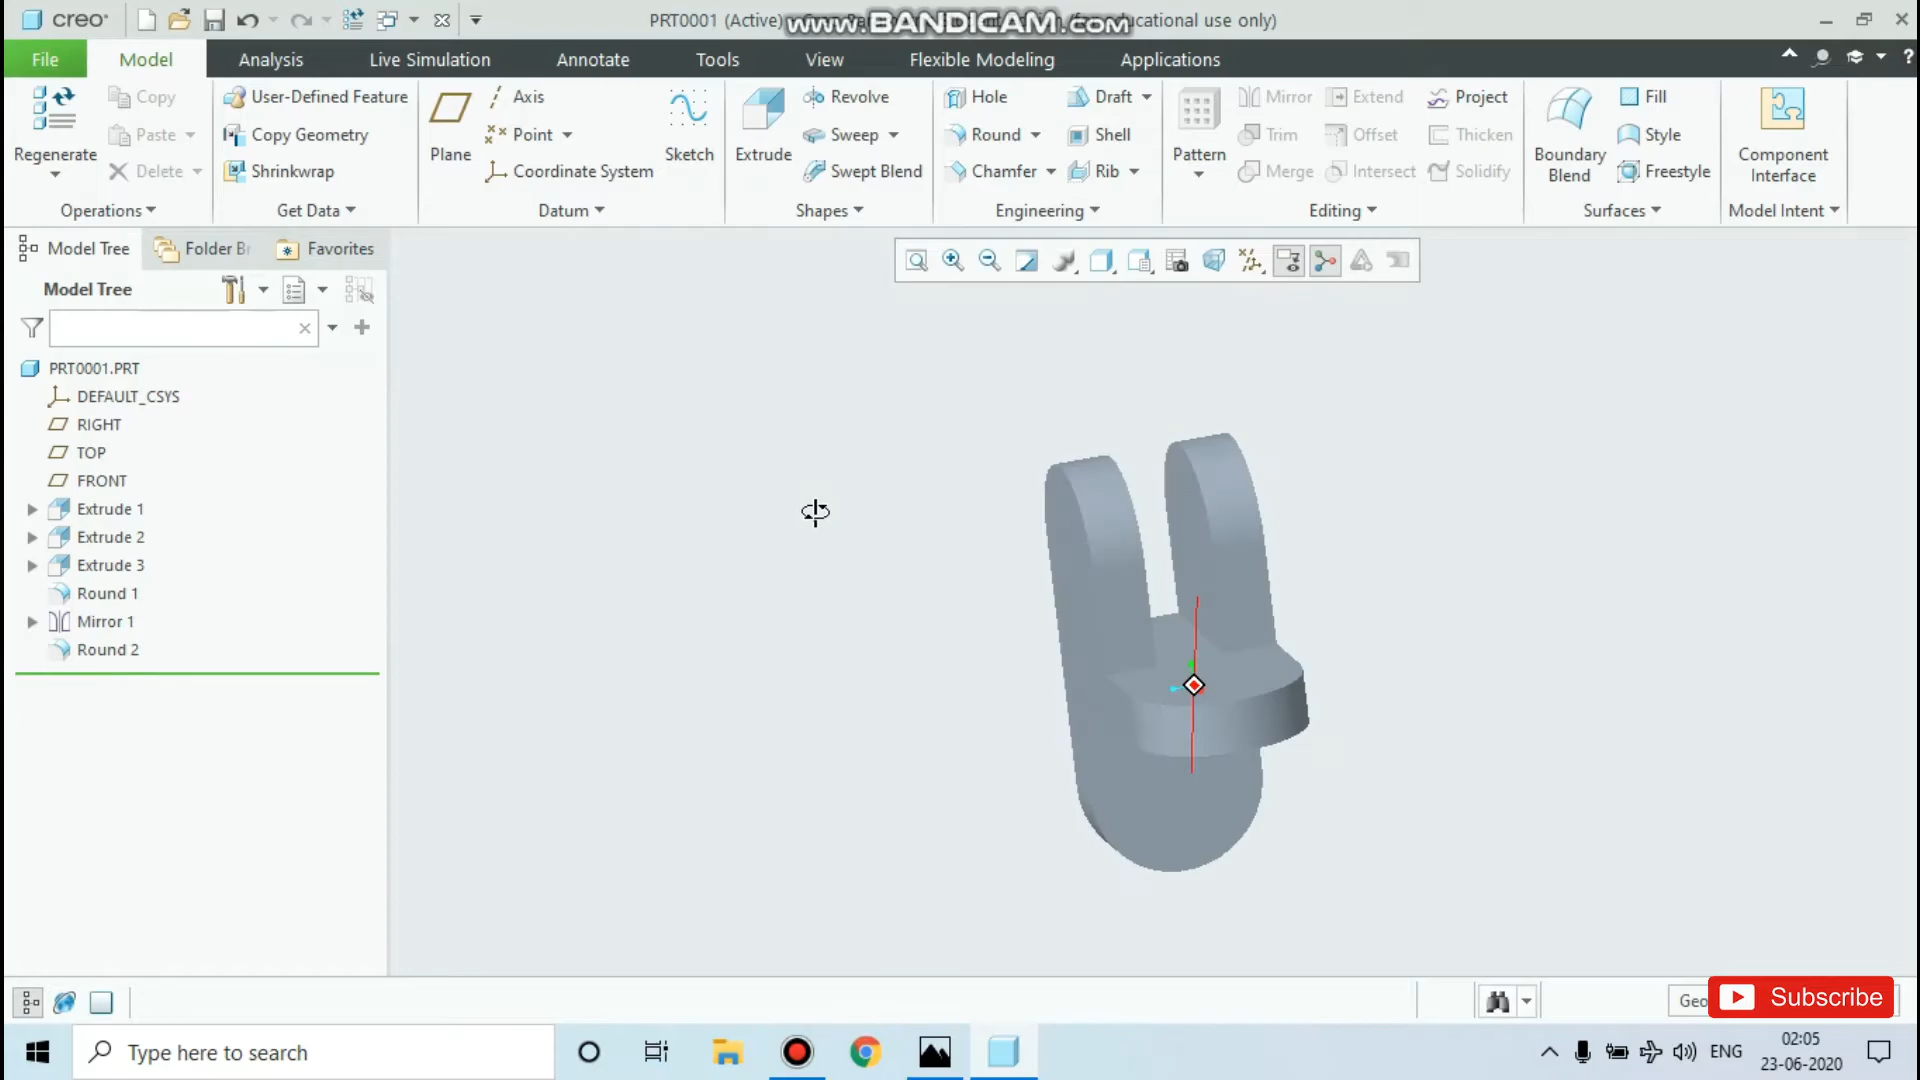 creo
PRT0001 (Active)
www.BANDICAM.com
educational use only)
File
Model
Analysis
Live Simulation
Annotate
Tools
View
Flexible Modeling
Applications
Regenerate
Copy
Paste
Delete
Operations
User-Defined Feature
Copy Geometry
Shrinkwrap
Get Data
Plane
Axis
Point
Coordinate System
Sketch
Datum
Extrude
Revolve
Sweep
Swept Blend
Shapes
Hole
Round
Chamfer
Draft
Shell
Rib
Engineering
Pattern
Mirror
Trim
Merge
Extend
Offset
Intersect
Project
Thicken
Solidify
Editing
Boundary
Blend
Fill
Style
Freestyle
Surfaces
Component
Interface
Model Intent
Model Tree
Folder Br
Favorites
Model Tree
PRT0001.PRT
DEFAULT_CSYS
RIGHT
TOP
FRONT
Extrude 1
Extrude 2
Extrude 3
Round 1
Mirror 1
Round 2
Geo
Subscribe
Type here to search
ENG
02:05
23-06-2020